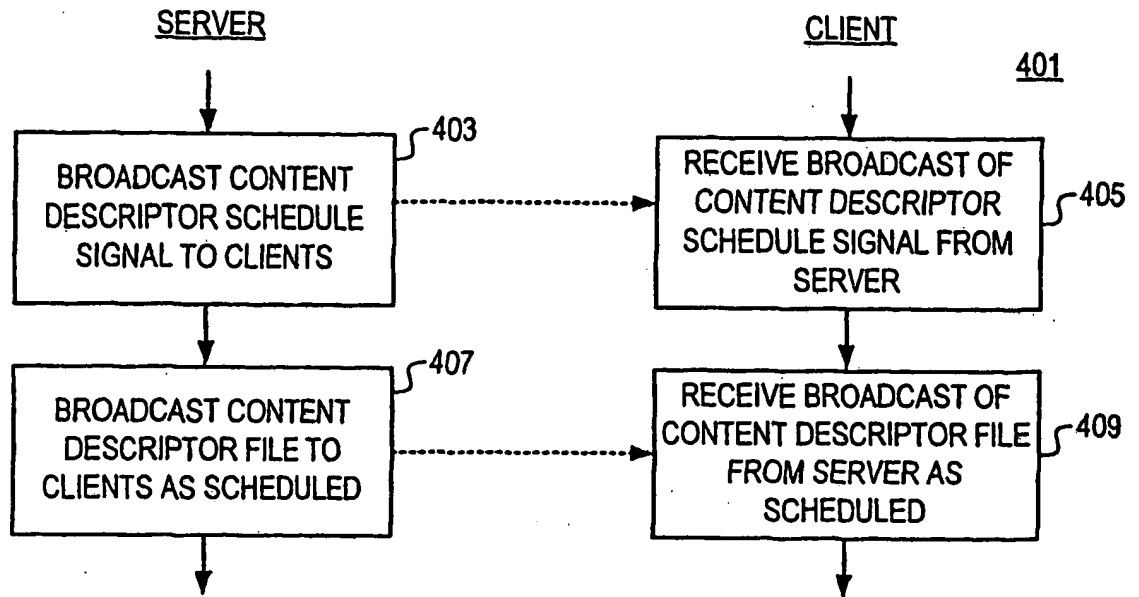 SERVER
CLIENT
401
403
BROADCAST CONTENT
DESCRIPTOR SCHEDULE
SIGNAL TO CLIENTS
RECEIVE BROADCAST OF
CONTENT DESCRIPTOR
SCHEDULE SIGNAL FROM
SERVER
405
407
BROADCAST CONTENT
DESCRIPTOR FILE TO
CLIENTS AS SCHEDULED
RECEIVE BROADCAST OF
CONTENT DESCRIPTOR FILE
FROM SERVER AS
SCHEDULED
409